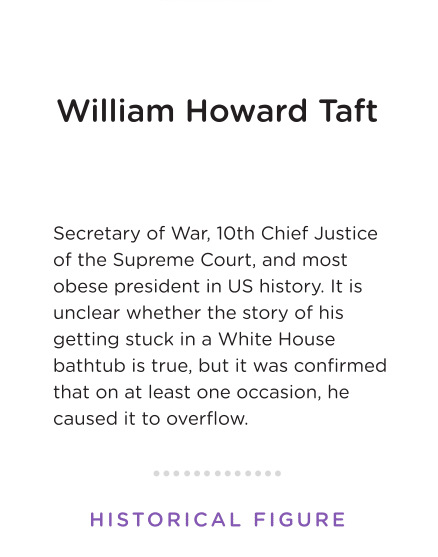 William Howard Taft
Secretary of War, 10th Chief Justice
of the Supreme Court, and most
obese president in US history. It is
unclear whether the story of his
getting stuck in a White House
bathtub is true, but it was confirmed
that on at least one occasion, he
caused it to overflow.
HISTORICAL FIGURE